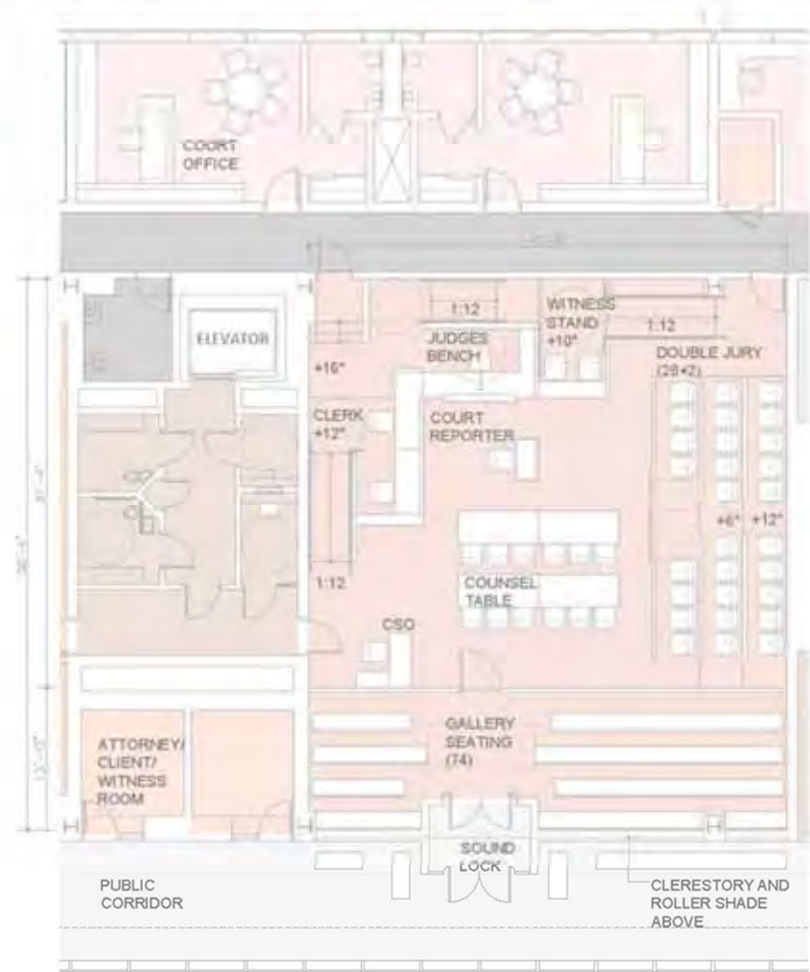 COURT
OFFICE
ELEVATOR
1:12
WITNESS
STAND
+10"
1:12
JUDGES
BENCH
DOUBLE JURY
(28+2)
+16"
CLERK
+12"
COURT
REPORTER
+6" +12"
1:12
COUNSEL
TABLE
CSO
GALLERY
SEATING
(74)
ATTORNEY/
CLIENT/
WITNESS
ROOM
SOUND
LOCK
PUBLIC
CORRIDOR
CLERESTORY AND
ROLLER SHADE
ABOVE